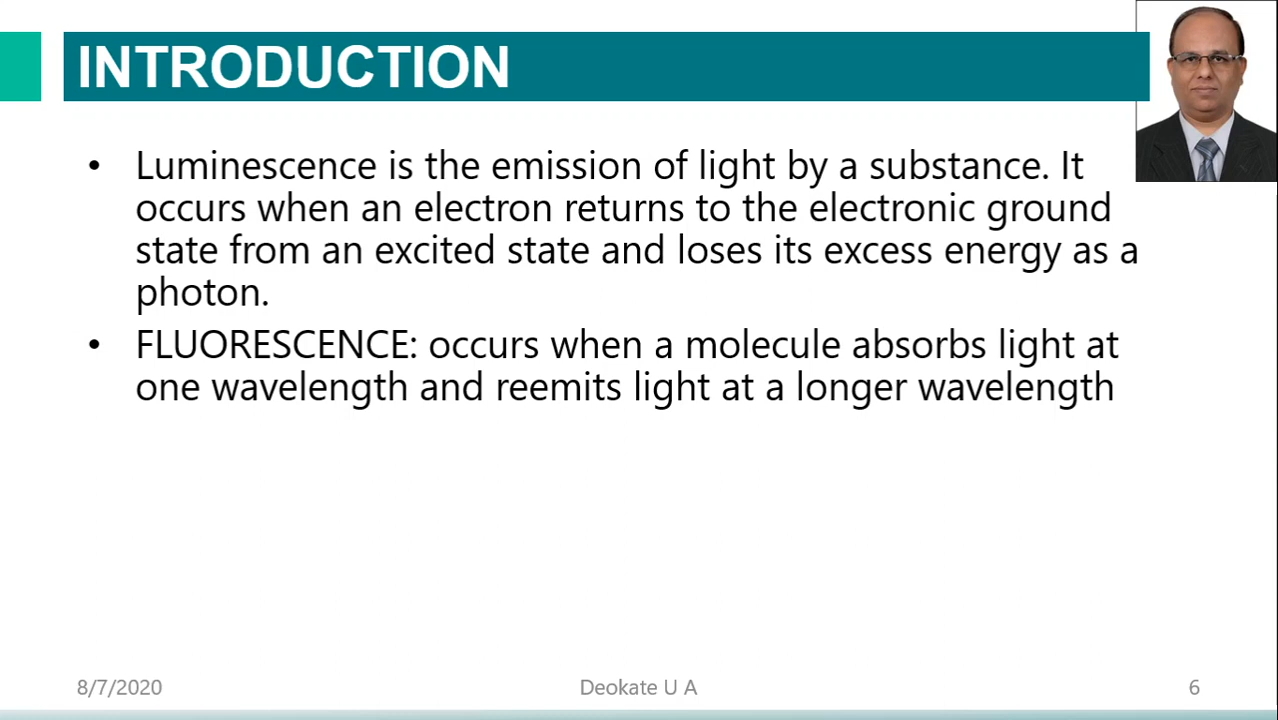 INTRODUCTION
• Luminescence is the emission of light by a substance. It
occurs when an electron returns to the electronic ground
state from an excited state and loses its excess energy as a
photon.
• FLUORESCENCE: occurs when a molecule absorbs light at
one wavelength and reemits light at a longer wavelength
8/7/2020
Deokate U A
6